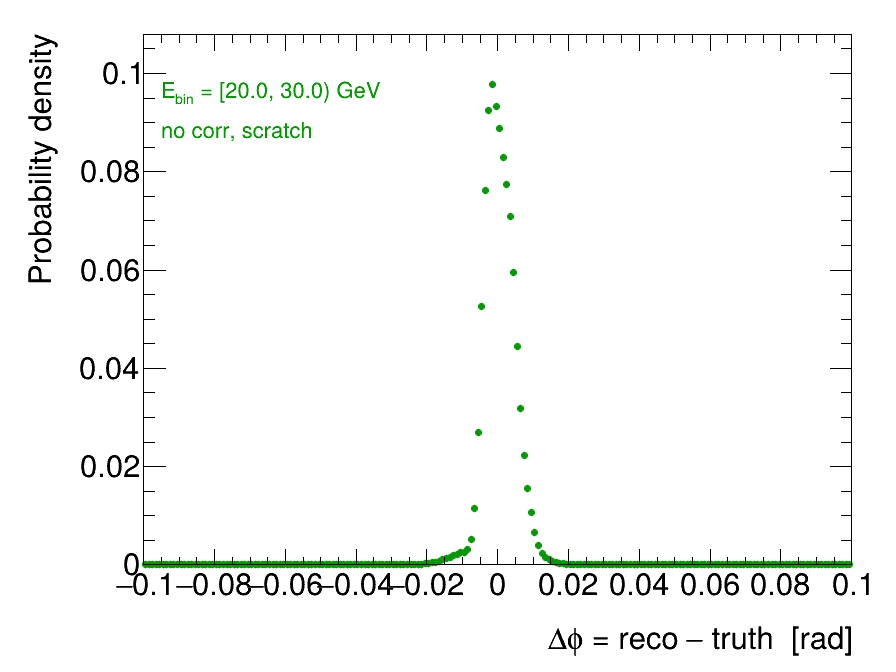 Probability density
0.1
0.08
0.06
0.04
0.02
0
E_bin = [20.0, 30.0) GeV
no corr, scratch
−0.1 −0.08 −0.06 −0.04 −0.02 0 0.02 0.04 0.06 0.08 0.1
Δϕ = reco − truth [rad]